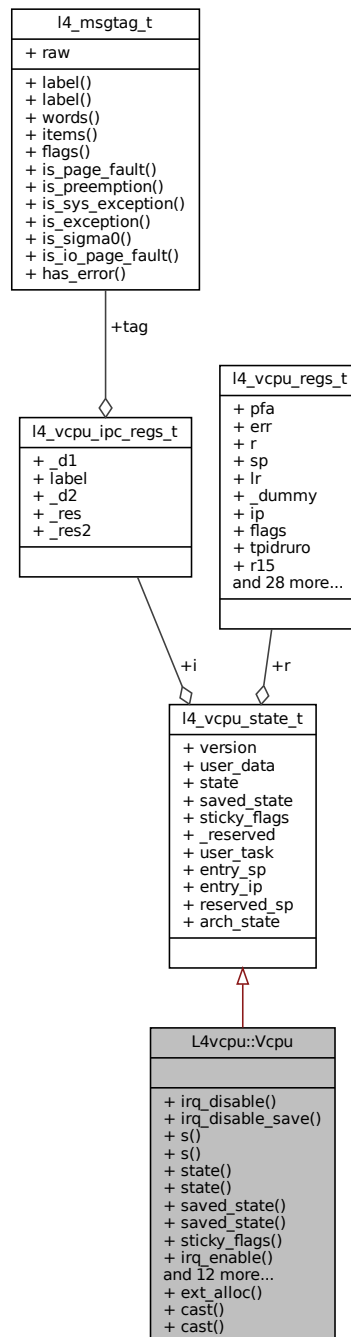 l4_msgtag_t
+ raw
+ label()
+ label()
+ words()
+ items()
+ flags()
+ is_page_fault()
+ is_preemption()
+ is_sys_exception()
+ is_exception()
+ is_sigma0()
+ is_io_page_fault()
+ has_error()
+tag
l4_vcpu_ipc_regs_t
+ _d1
+ label
+ _d2
+ _res
+ _res2
l4_vcpu_regs_t
+ pfa
+ err
+ r
+ sp
+ lr
+ _dummy
+ ip
+ flags
+ tpidruro
+ r15
and 28 more...
+i
+r
l4_vcpu_state_t
+ version
+ user_data
+ state
+ saved_state
+ sticky_flags
+ _reserved
+ user_task
+ entry_sp
+ entry_ip
+ reserved_sp
+ arch_state
L4vcpu::Vcpu
+ irq_disable()
+ irq_disable_save()
+ s()
+ s()
+ state()
+ state()
+ saved_state()
+ saved_state()
+ sticky_flags()
+ irq_enable()
and 12 more...
+ ext_alloc()
+ cast()
+ cast()